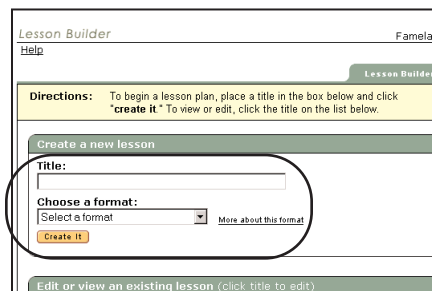 Lesson Builder
Famela
Help
Lesson Builder
Directions: To begin a lesson plan, place a title in the box below and click
"create it." To view or edit, click the title on the list below.
Create a new lesson
Title:
Choose a format:
Select a format
More about this format
Create It
Edit or view an existing lesson (click title to edit)